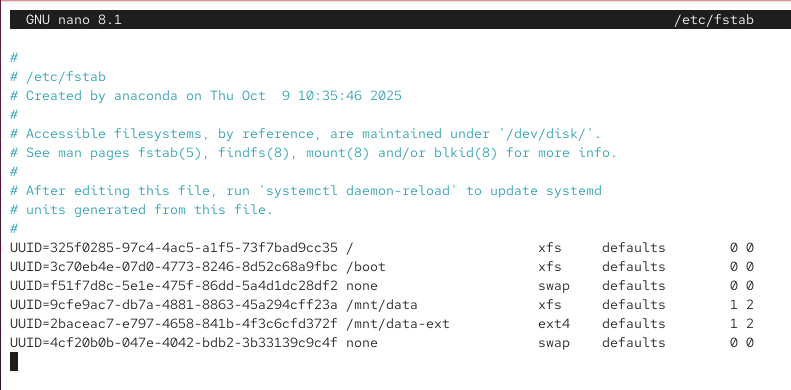 GNU nano 8.1 /etc/fstab
#
# /etc/fstab
# Created by anaconda on Thu Oct  9 10:35:46 2025
#
# Accessible filesystems, by reference, are maintained under '/dev/disk/'.
# See man pages fstab(5), findfs(8), mount(8) and/or blkid(8) for more info.
#
# After editing this file, run 'systemctl daemon-reload' to update systemd
# units generated from this file.
#
UUID=325f0285-97c4-4ac5-a1f5-73f7bad9cc35 /                       xfs     defaults        0 0
UUID=3c70eb4e-07d0-4773-8246-8d52c68a9fbc /boot                   xfs     defaults        0 0
UUID=f51f7d8c-5e1e-475f-86dd-5a4d1dc28df2 none                    swap    defaults        0 0
UUID=9cfe9ac7-db7a-4881-8863-45a294cff23a /mnt/data               xfs     defaults        1 2
UUID=2baceac7-e797-4658-841b-4f3c6cfd372f /mnt/data-ext           ext4    defaults        1 2
UUID=4cf20b0b-047e-4042-bdb2-3b33139c9c4f none                    swap    defaults        0 0